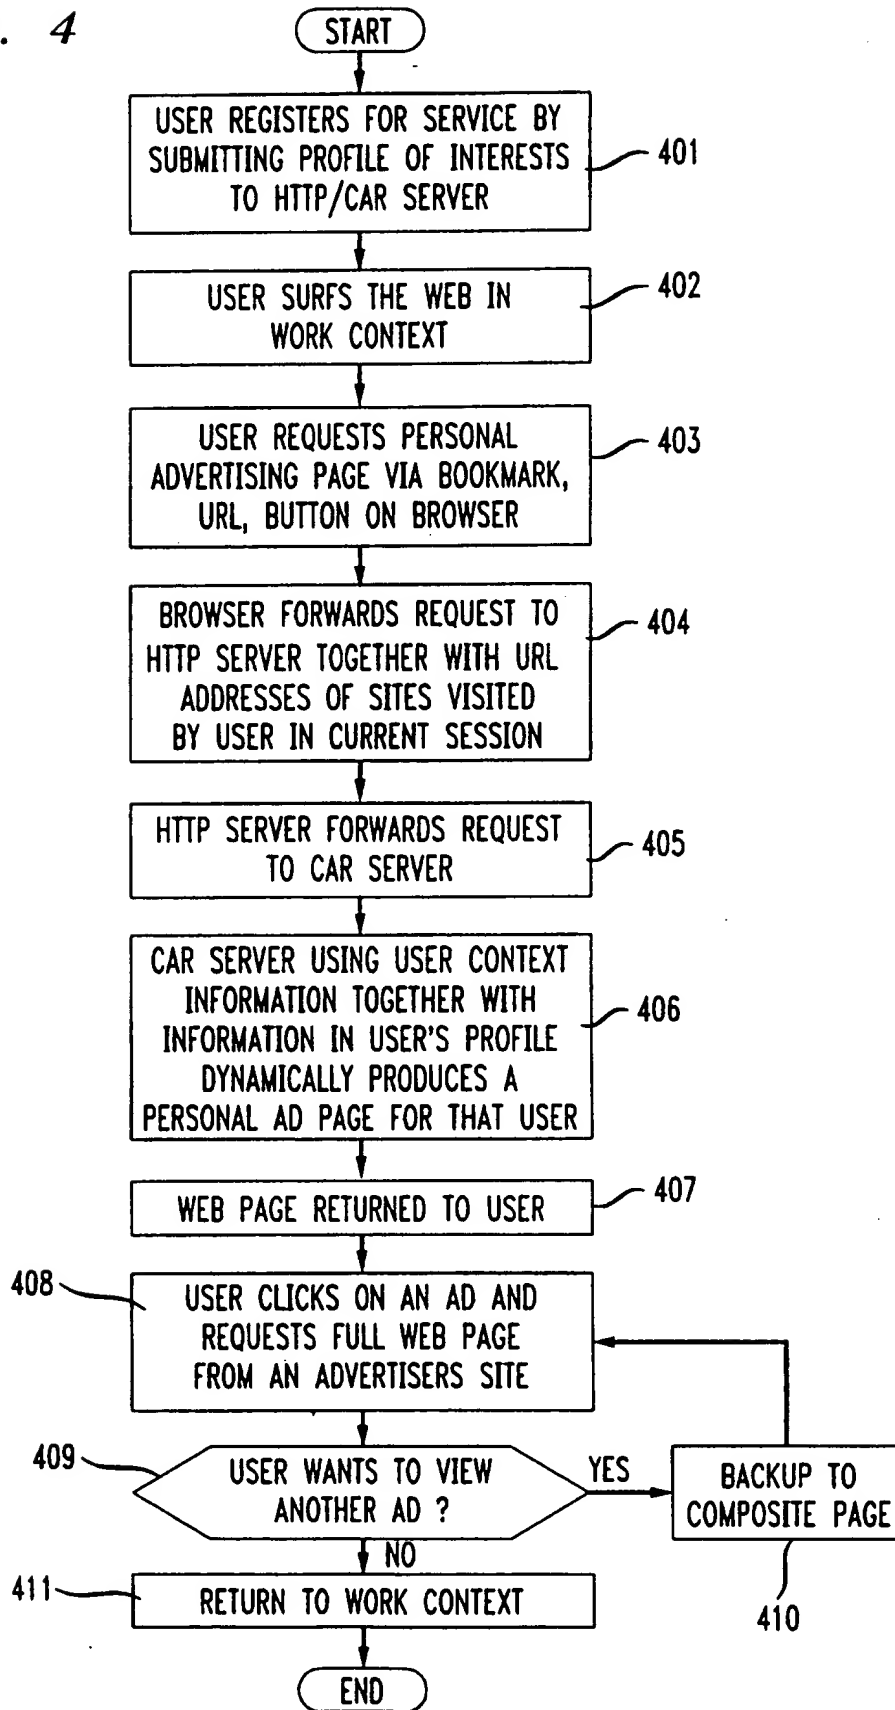 . 4
START
USER REGISTERS FOR SERVICE BY
SUBMITTING PROFILE OF INTERESTS
TO HTTP/CAR SERVER
401
USER SURFS THE WEB IN
WORK CONTEXT
402
USER REQUESTS PERSONAL
ADVERTISING PAGE VIA BOOKMARK,
URL, BUTTON ON BROWSER
403
BROWSER FORWARDS REQUEST TO
HTTP SERVER TOGETHER WITH URL
ADDRESSES OF SITES VISITED
BY USER IN CURRENT SESSION
404
HTTP SERVER FORWARDS REQUEST
TO CAR SERVER
405
CAR SERVER USING USER CONTEXT
INFORMATION TOGETHER WITH
INFORMATION IN USER'S PROFILE
DYNAMICALLY PRODUCES A
PERSONAL AD PAGE FOR THAT USER
406
WEB PAGE RETURNED TO USER
407
408
USER CLICKS ON AN AD AND
REQUESTS FULL WEB PAGE
FROM AN ADVERTISERS SITE
409
USER WANTS TO VIEW
ANOTHER AD ?
YES
BACKUP TO
COMPOSITE PAGE
410
NO
411
RETURN TO WORK CONTEXT
END